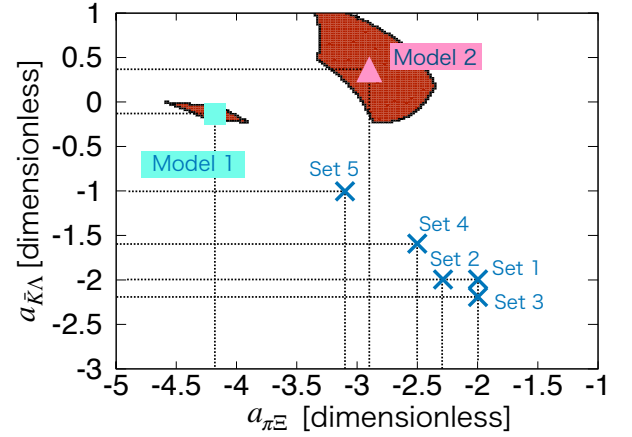 1
0.5
0
-0.5
-1
-1.5
-2
-2.5
-3
a_{K̄Λ} [dimensionless]
Model 2
Model 1
Set 5
Set 4
Set 2
Set 1
Set 3
-5 -4.5 -4 -3.5 -3 -2.5 -2 -1.5 -1
a_{πΞ} [dimensionless]